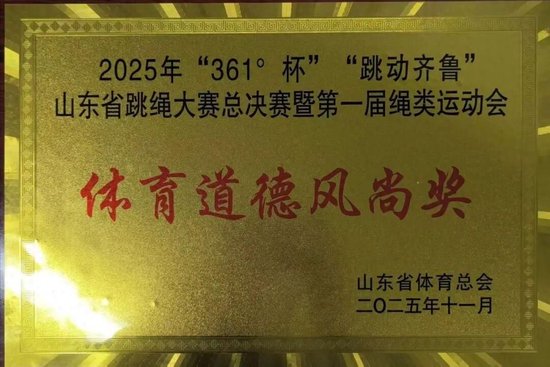 2025年“361°杯”“跳动齐鲁”
山东省跳绳大赛总决赛暨第一届绳类运动会
体育道德风尚奖
山东省体育总会
二〇二五年十一月